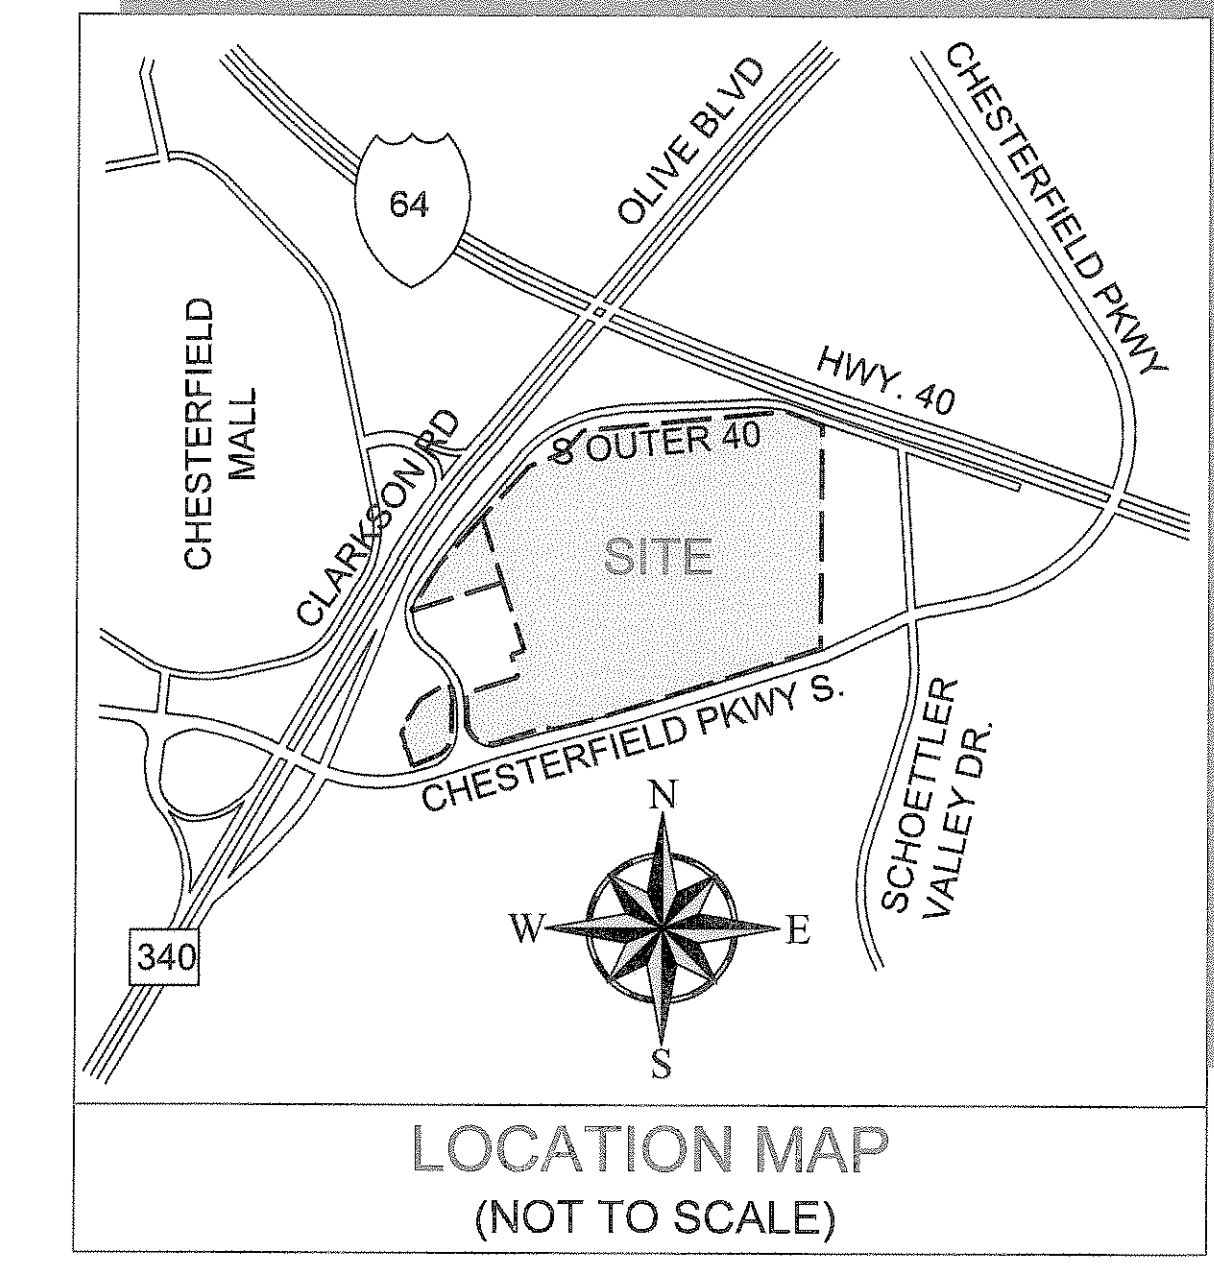 64
OLIVE BLVD
CHESTERFIELD PKWY
CHESTERFIELD
MALL
HWY. 40
CLARKSON RD
S OUTER 40
SITE
CHESTERFIELD PKWY S.
SCHOETTLER
VALLEY DR.
N
W
E
S
340
LOCATION MAP
(NOT TO SCALE)